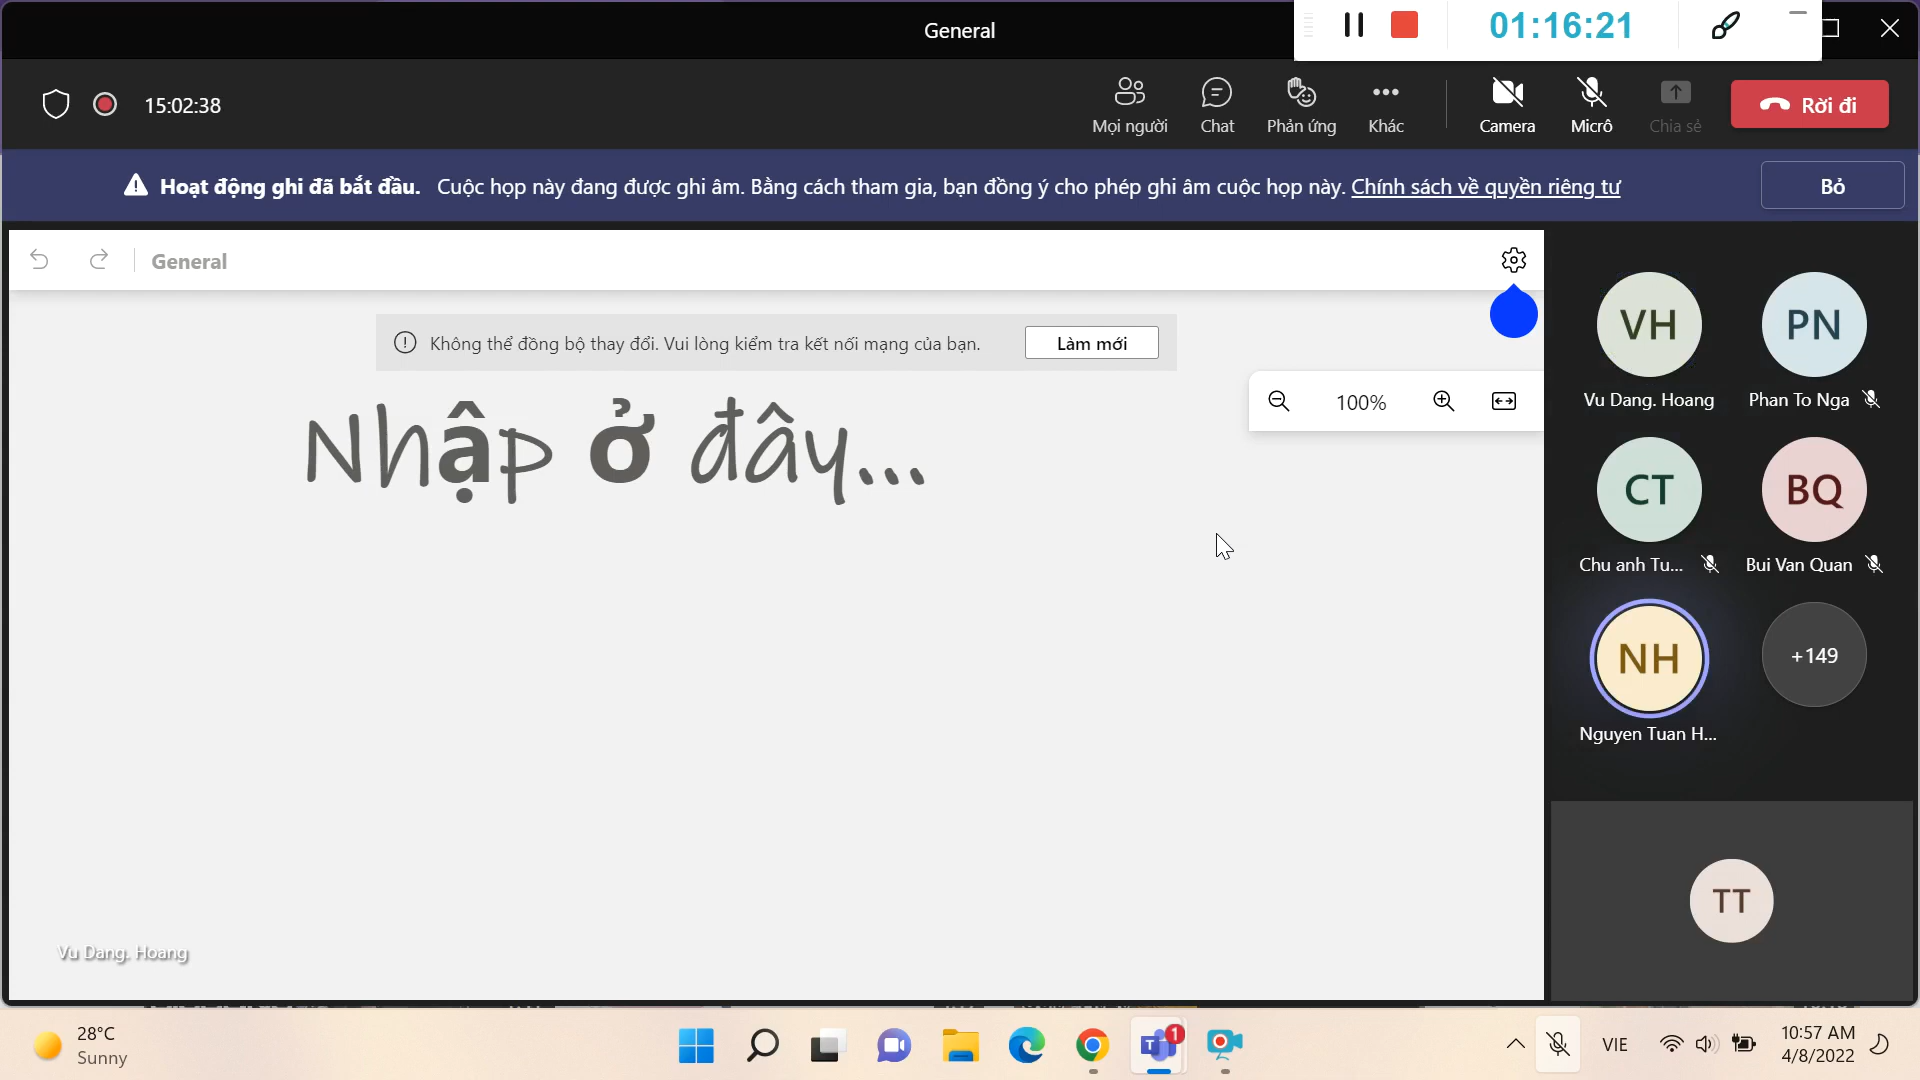 General
01:16:21
15:02:38
Mọi người
Chat
Phản ứng
Khác
Camera
Micrô
Chia sẻ
Rời đi
Hoạt động ghi đã bắt đầu. Cuộc họp này đang được ghi âm. Bằng cách tham gia, bạn đồng ý cho phép ghi âm cuộc họp này. Chính sách về quyền riêng tư
Bỏ
General
Không thể đồng bộ thay đổi. Vui lòng kiểm tra kết nối mạng của bạn.
Làm mới
100%
Nhập ở đây...
VH
PN
Vu Dang. Hoang
Phan To Nga
CT
BQ
Chu anh Tu...
Bui Van Quan
NH
+149
Nguyen Tuan H...
TT
Vu Dang. Hoang
28°C
Sunny
T
1
VIE
10:57 AM
4/8/2022